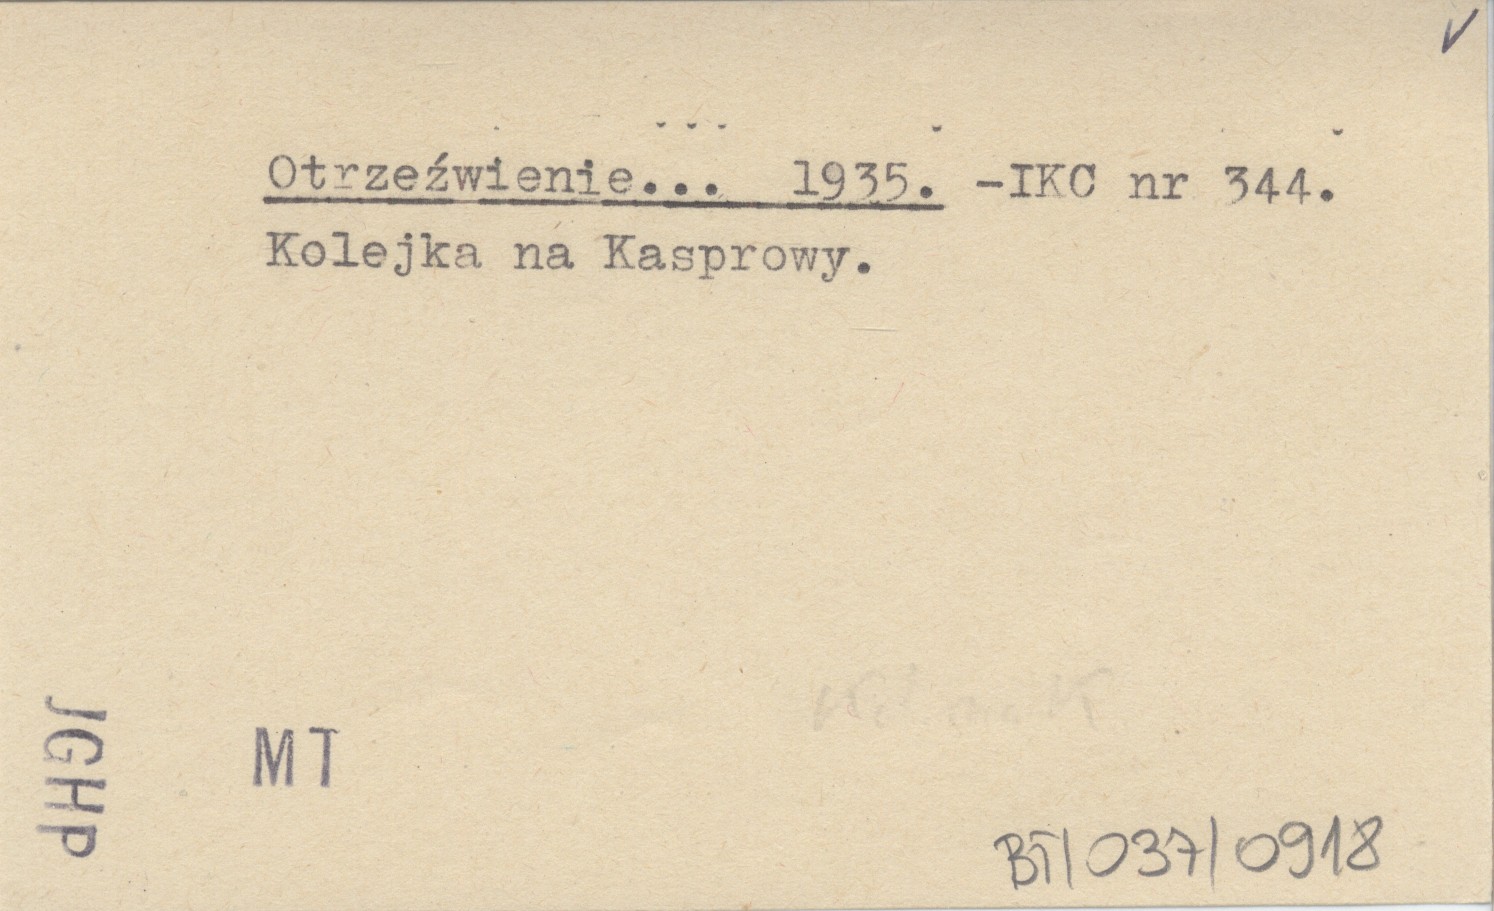 Otrzeźwienie... 1935. -IKC nr 344.
Kolejka na Kasprowy.
JGHP
MT
BT/037/0918